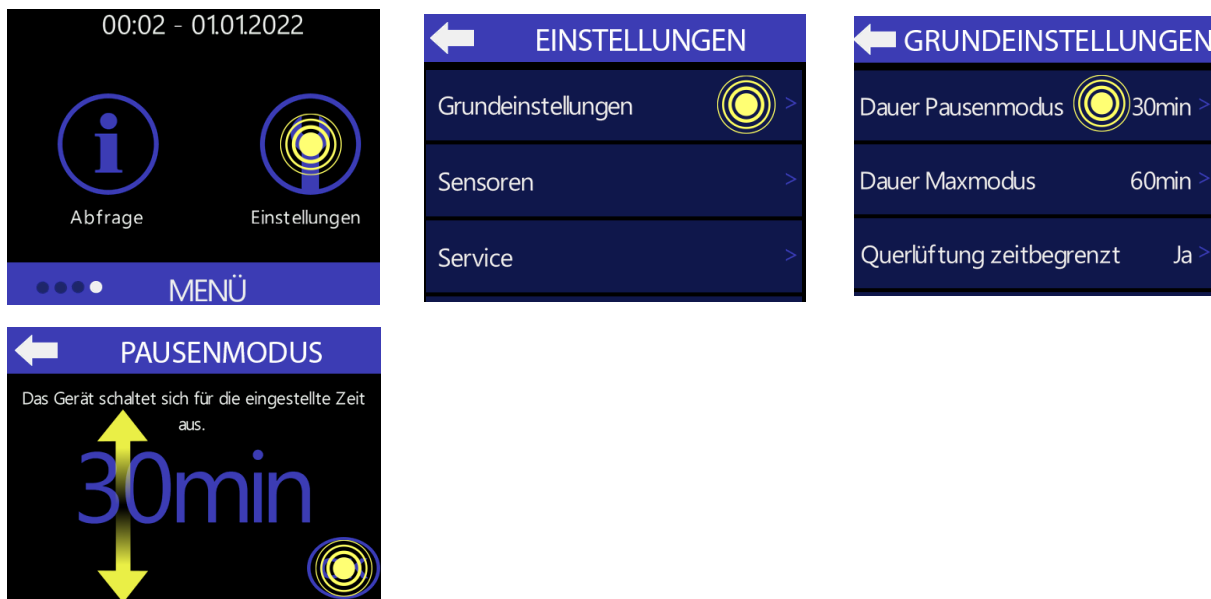 00:02 - 01.01.2022
Abfrage
Einstellungen
MENÜ
EINSTELLUNGEN
Grundeinstellungen >
Sensoren >
Service >
GRUNDEINSTELLUNGEN
Dauer Pausenmodus 30min >
Dauer Maxmodus 60min >
Querlüftung zeitbegrenzt Ja >
PAUSENMODUS
Das Gerät schaltet sich für die eingestellte Zeit
aus.
30min